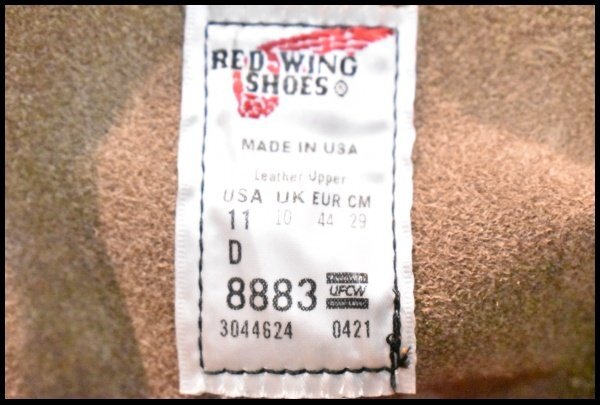 RED WING
SHOES ®
MADE IN USA
Leather Upper
USA UK EUR CM
11 10 44 29
D
8883 UFCW
3044624 0421